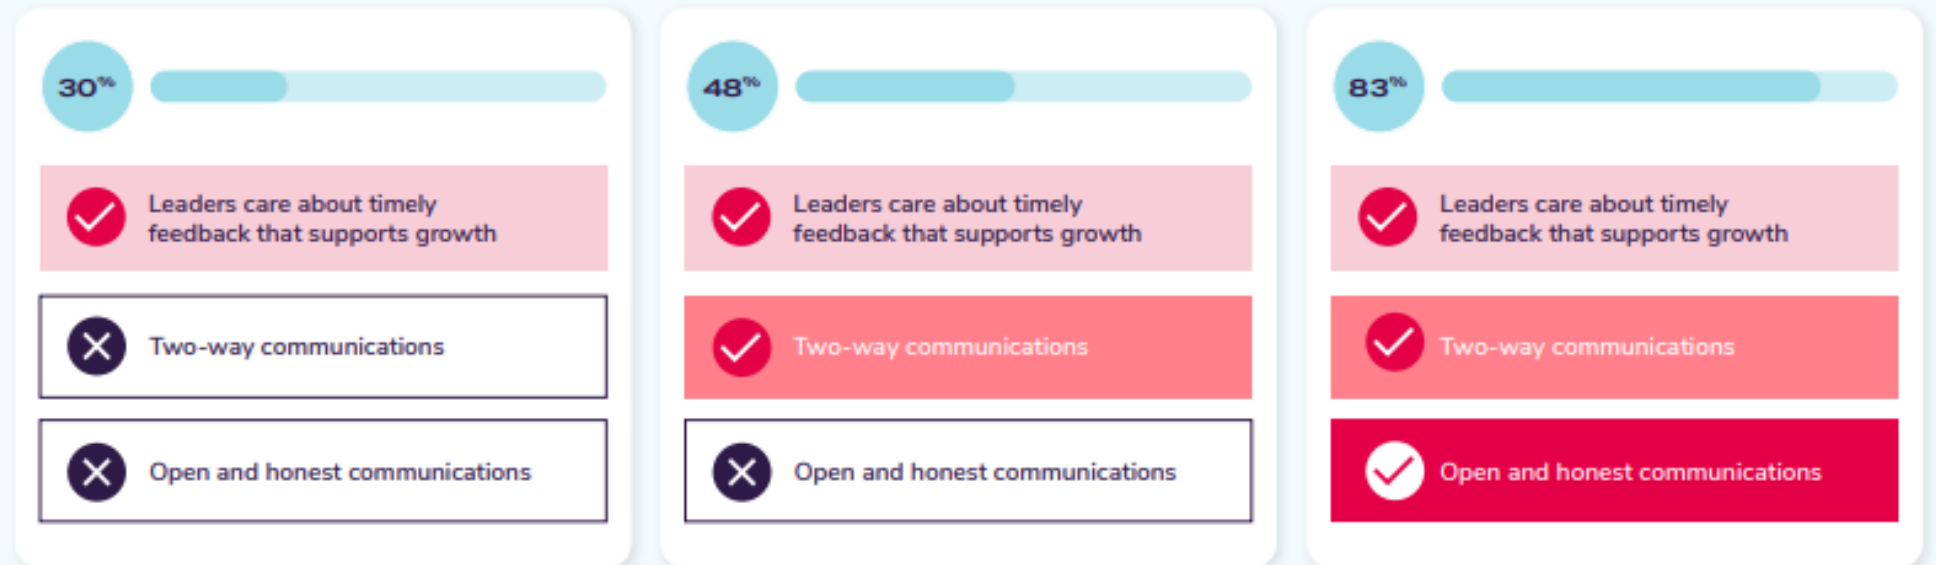 30%
Leaders care about timely
feedback that supports growth
Two-way communications
Open and honest communications
48%
Leaders care about timely
feedback that supports growth
Two-way communications
Open and honest communications
83%
Leaders care about timely
feedback that supports growth
Two-way communications
Open and honest communications